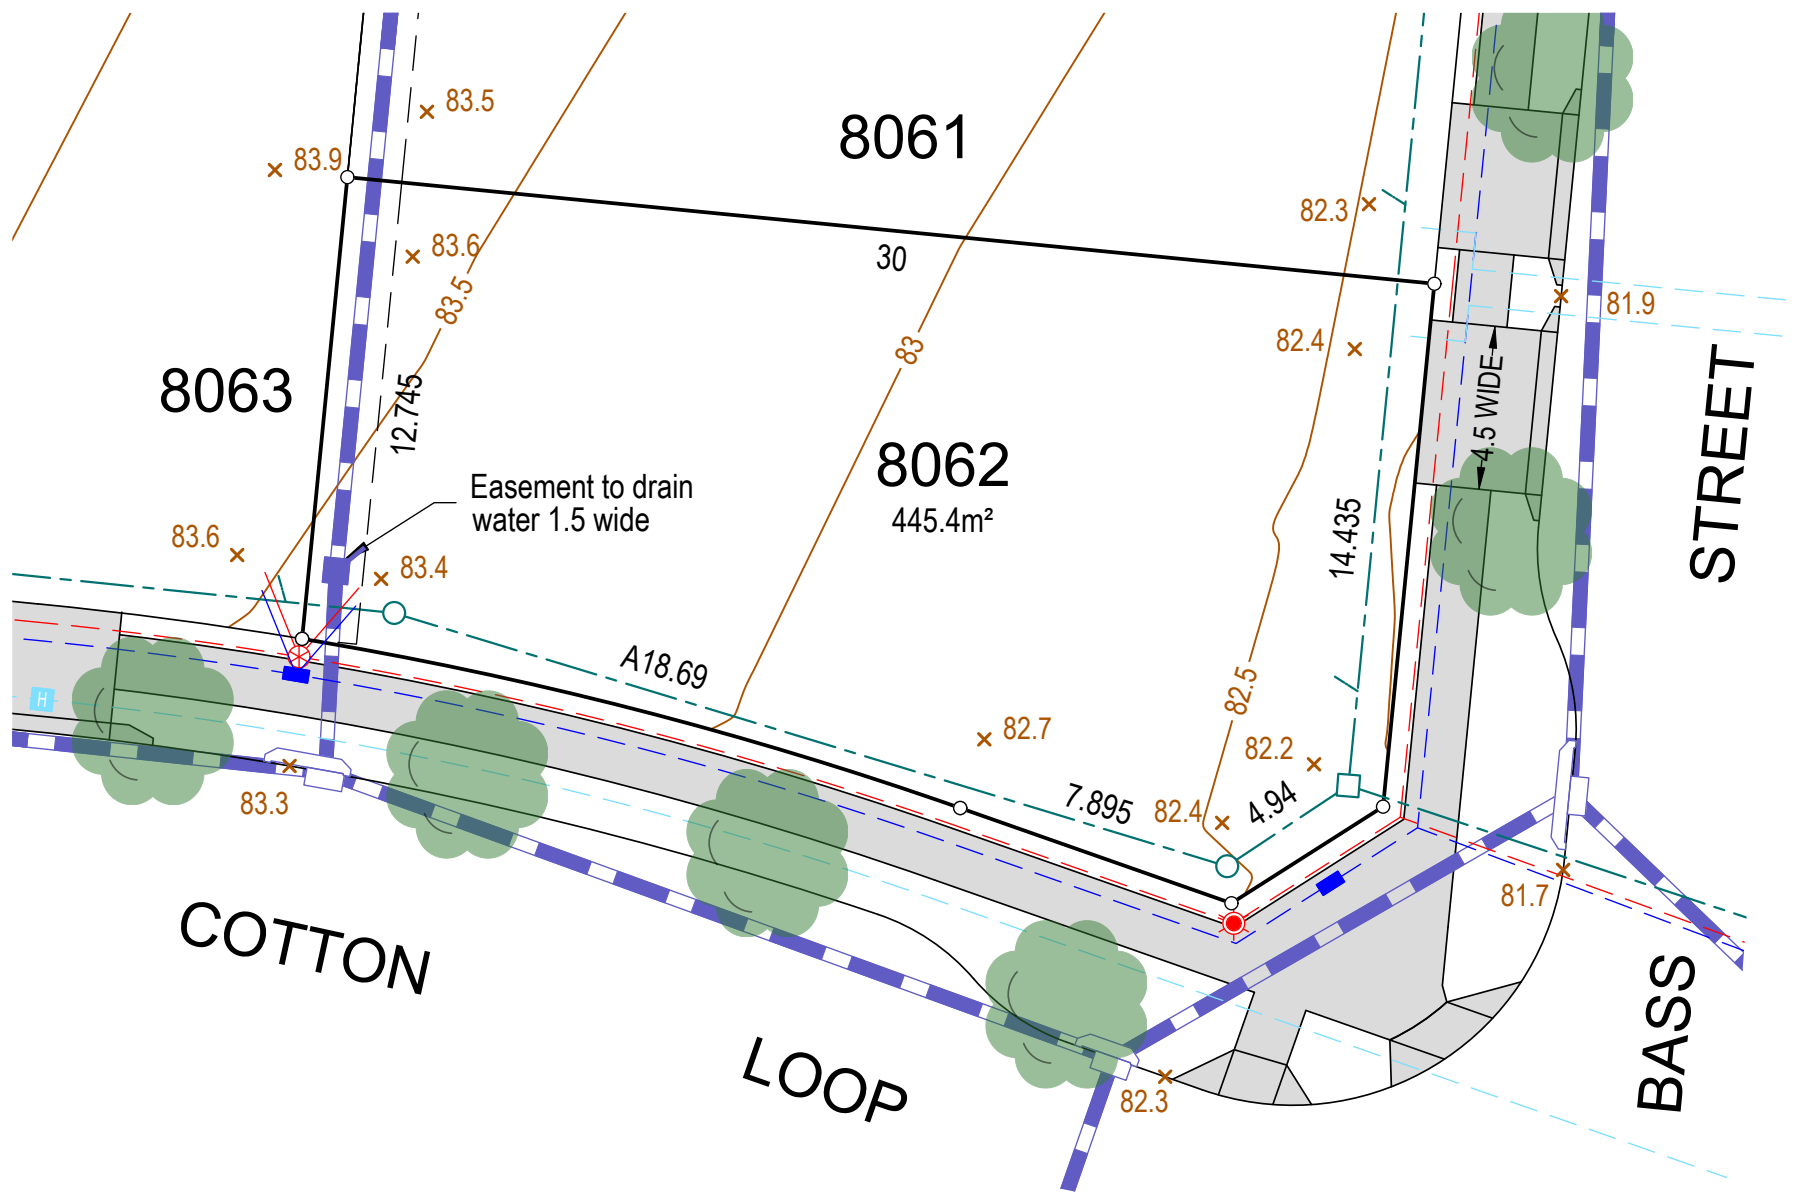 83.5
8061
83.9
82.3
83.6
30
83.5
81.9
82.4
83
8063
12.745
4.5 WIDE
STREET
8062
445.4m²
Easement to drain
water 1.5 wide
83.6
83.4
14.435
A18.69
82.5
82.7
82.2
H
83.3
7.895
82.4
4.94
81.7
COTTON
LOOP
82.3
BASS